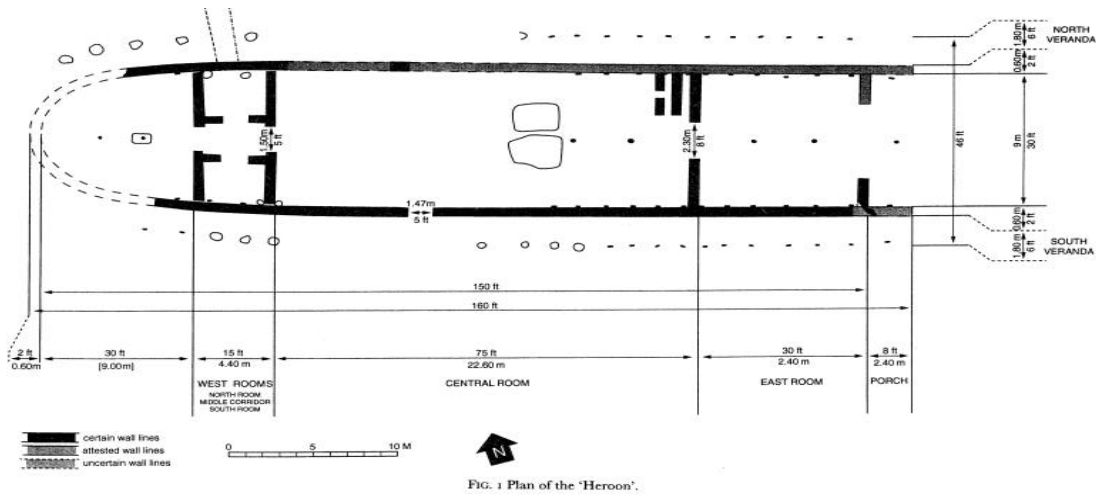 NORTH
VERANDA
1.80m
6 ft
0.60m
2 ft
9 m
30 ft
46 ft
1.50m
5 ft
2.30m
8 ft
1.47m
5 ft
0.60m
2 ft
1.80 m
6 ft
SOUTH
VERANDA
150 ft
160 ft
2 ft
0.60m
30 ft
[9.00m]
15 ft
4.40 m
75 ft
22.60 m
30 ft
2.40 m
8 ft
2.40 m
WEST ROOMS
NORTH ROOM
MIDDLE CORRIDOR
SOUTH ROOM
CENTRAL ROOM
EAST ROOM
PORCH
certain wall lines
attested wall lines
uncertain wall lines
0 5 10 M
N
FIG. 1 Plan of the 'Heroon'.